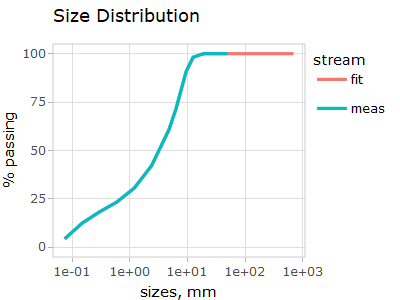 Size Distribution
stream
fit
meas
100
75
50
25
0
% passing
1e-01
1e+00
1e+01
1e+02
1e+03
sizes, mm